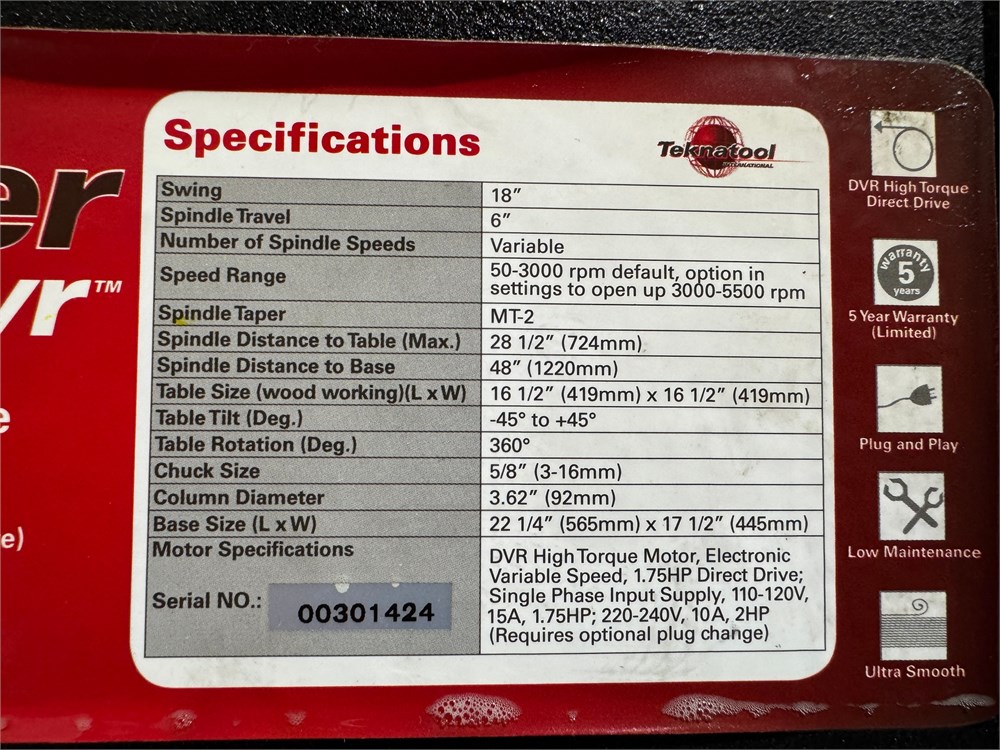 Specifications
Teknatool
INTERNATIONAL
Swing 18"
Spindle Travel 6"
Number of Spindle Speeds Variable
Speed Range 50-3000 rpm default, option in
settings to open up 3000-5500 rpm
Spindle Taper MT-2
Spindle Distance to Table (Max.) 28 1/2" (724mm)
Spindle Distance to Base 48" (1220mm)
Table Size (wood working)(L x W) 16 1/2" (419mm) x 16 1/2" (419mm)
Table Tilt (Deg.) -45° to +45°
Table Rotation (Deg.) 360°
Chuck Size 5/8" (3-16mm)
Column Diameter 3.62" (92mm)
Base Size (L x W) 22 1/4" (565mm) x 17 1/2" (445mm)
Motor Specifications
DVR High Torque Motor, Electronic
Variable Speed, 1.75HP Direct Drive;
Single Phase Input Supply, 110-120V,
15A, 1.75HP; 220-240V, 10A, 2HP
(Requires optional plug change)
Serial NO.: 00301424
DVR High Torque
Direct Drive
warranty
5
years
5 Year Warranty
(Limited)
Plug and Play
Low Maintenance
Ultra Smooth
er
yr™
e
e)